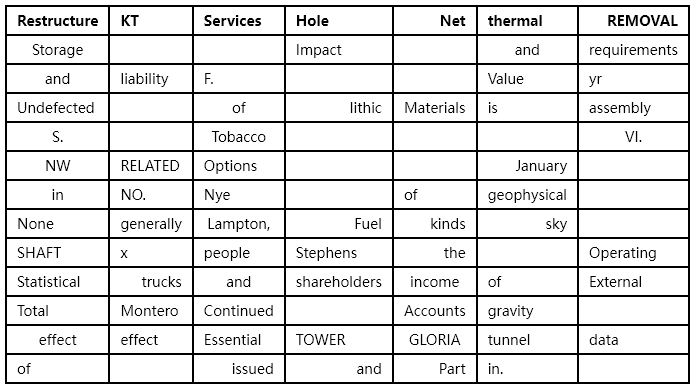 Restructure KT Services Hole Net thermal REMOVAL
Storage Impact and requirements
and liability F. Value yr
Undefected of lithic Materials is assembly
S. Tobacco VI.
NW RELATED Options January
in NO. Nye of geophysical
None generally Lampton, Fuel kinds sky
SHAFT x people Stephens the Operating
Statistical trucks and shareholders income of External
Total Montero Continued Accounts gravity
effect effect Essential TOWER GLORIA tunnel data
of issued and Part in.